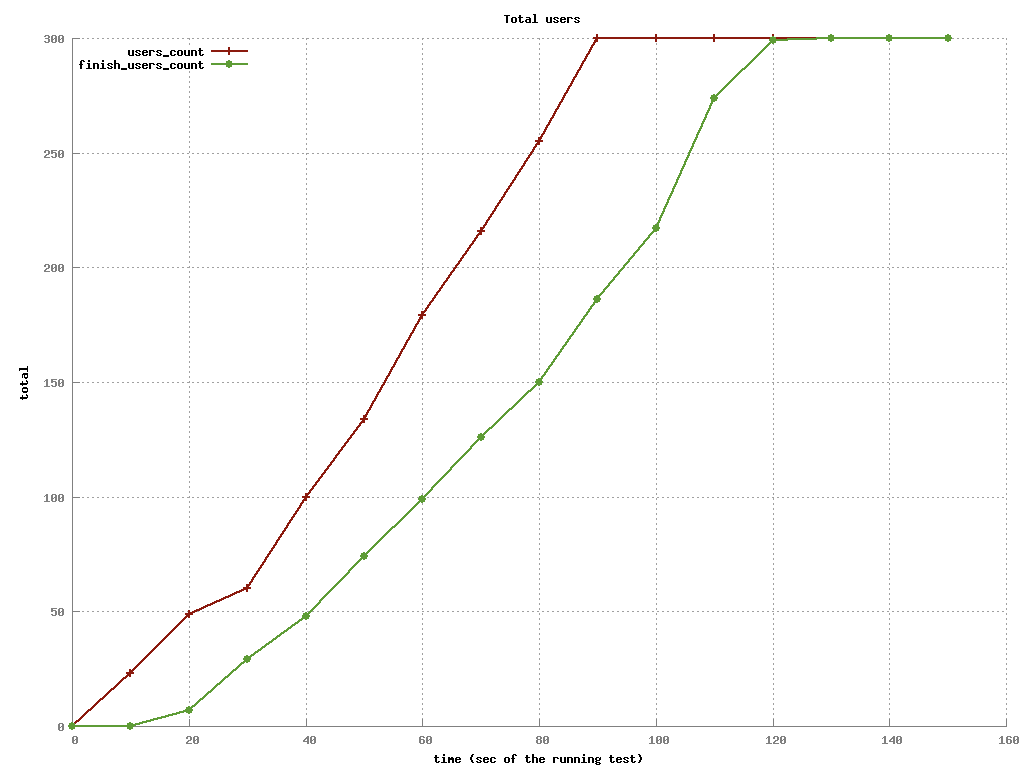 Total users
users_count
finish_users_count
300
250
200
150
100
50
0
total
0 20 40 60 80 100 120 140 160
time (sec of the running test)